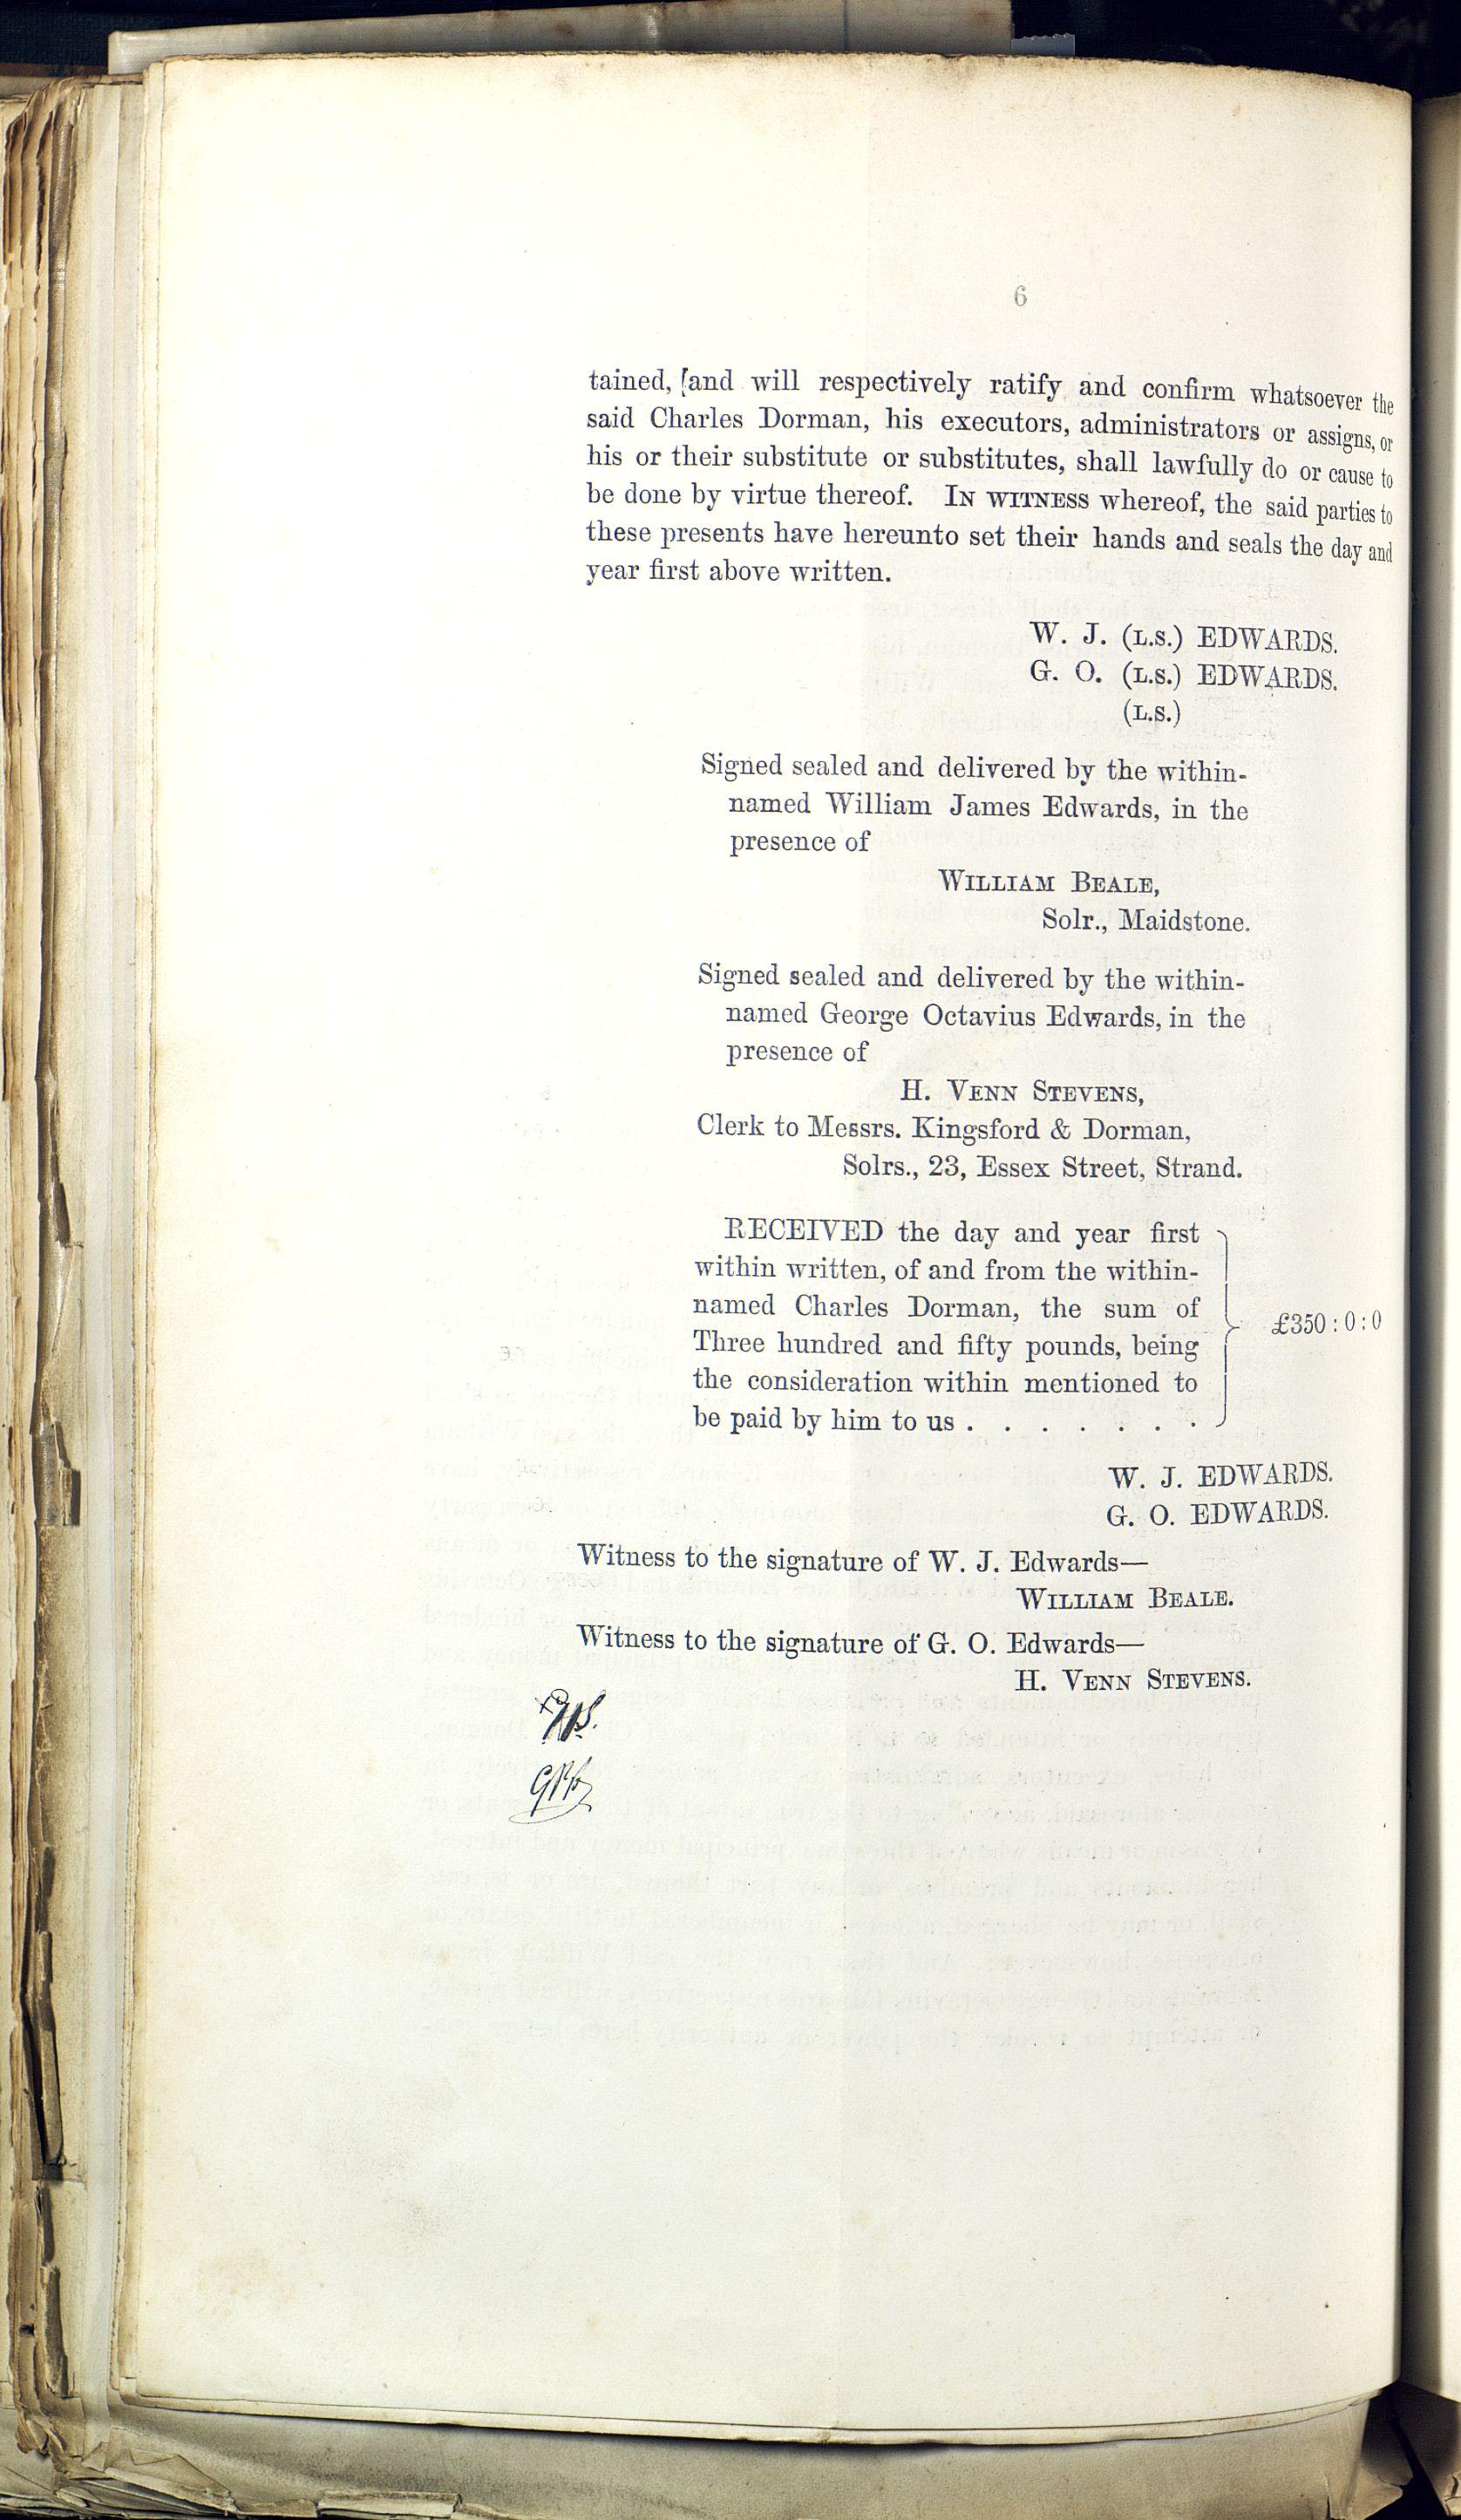 6
tained, [and will respectively ratify and confirm whatsoever the
said Charles Dorman, his executors, administrators or assigns, or
his or their substitute or substitutes, shall lawfully do or cause to
be done by virtue thereof. IN WITNESS whereof, the said parties to
these presents have hereunto set their hands and seals the day and
year first above written.
W. J. (L.S.) EDWARDS.
G. O. (L.S.) EDWARDS.
(L.S.)
Signed sealed and delivered by the within-
named William James Edwards, in the
presence of
WILLIAM BEALE,
Solr., Maidstone.
Signed sealed and delivered by the within-
named George Octavius Edwards, in the
presence of
H. VENN STEVENS,
Clerk to Messrs. Kingsford & Dorman,
Solrs., 23, Essex Street, Strand.
RECEIVED the day and year first
within written, of and from the within-
named Charles Dorman, the sum of
Three hundred and fifty pounds, being
the consideration within mentioned to
be paid by him to us . . . . . . .
£350 : 0 : 0
W. J. EDWARDS.
G. O. EDWARDS.
Witness to the signature of W. J. Edwards—
WILLIAM BEALE.
Witness to the signature of G. O. Edwards—
H. VENN STEVENS.